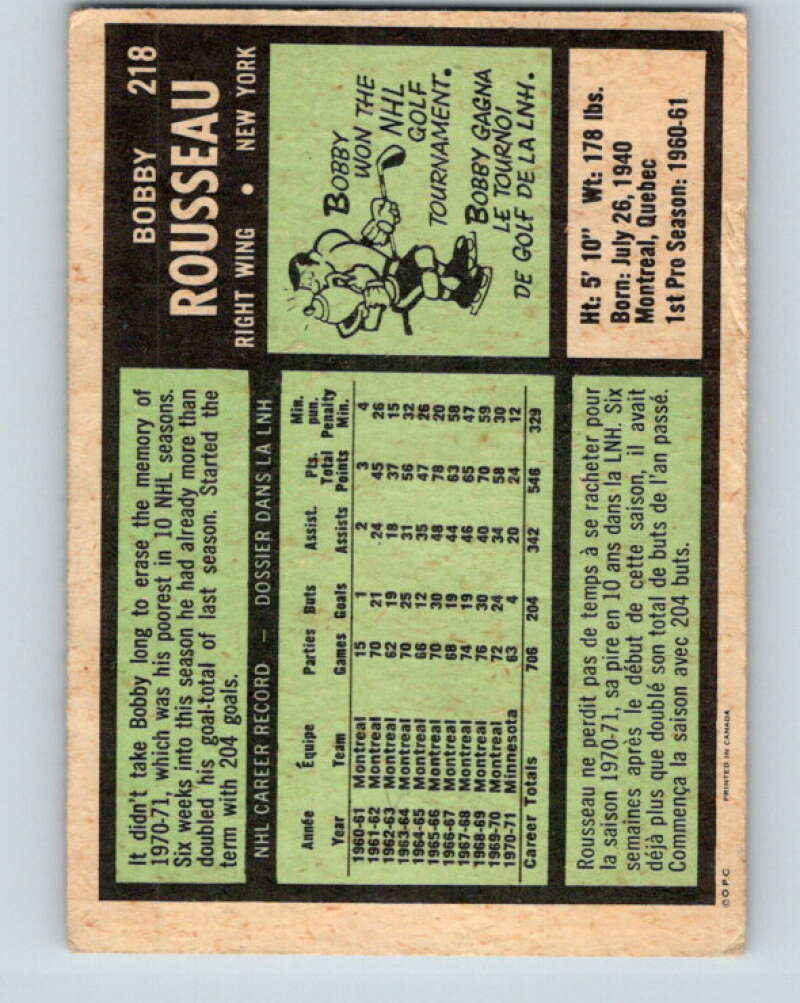 BOBBY 218
ROUSSEAU
RIGHT WING • NEW YORK
It didn't take Bobby long to erase the memory of
1970-71, which was his poorest in 10 NHL seasons.
Six weeks into this season he had already more than
doubled his goal-total of last season. Started the
term with 204 goals.
BOBBY
WON THE
NHL
GOLF
TOURNAMENT.
BOBBY GAGNA
LE TOURNOI
DE GOLF DE LA LNH.
NHL CAREER RECORD — DOSSIER DANS LA LNH
Année Équipe Parties Buts Assist. Pts. Total Min. pun.
Year Team Games Goals Assists Points Penalty Min.
1960-61 Montreal 15 1 2 3 4
1961-62 Montreal 70 21 24 45 26
1962-63 Montreal 62 19 18 37 15
1963-64 Montreal 70 25 31 56 32
1964-65 Montreal 66 12 35 47 26
1965-66 Montreal 70 30 48 78 20
1966-67 Montreal 68 19 44 63 58
1967-68 Montreal 74 19 46 65 47
1968-69 Montreal 76 30 40 70 59
1969-70 Montreal 72 24 34 58 30
1970-71 Minnesota 63 4 20 24 12
Career Totals 706 204 342 546 329
Ht: 5' 10" Wt: 178 lbs.
Born: July 26, 1940
Montreal, Quebec
1st Pro Season: 1960-61
Rousseau ne perdit pas de temps à se racheter pour
la saison 1970-71, sa pire en 10 ans dans la LNH. Six
semaines après le début de cette saison, il avait
déjà plus que doublé son total de buts de l'an passé.
Commença la saison avec 204 buts.
© O.P.C. PRINTED IN CANADA